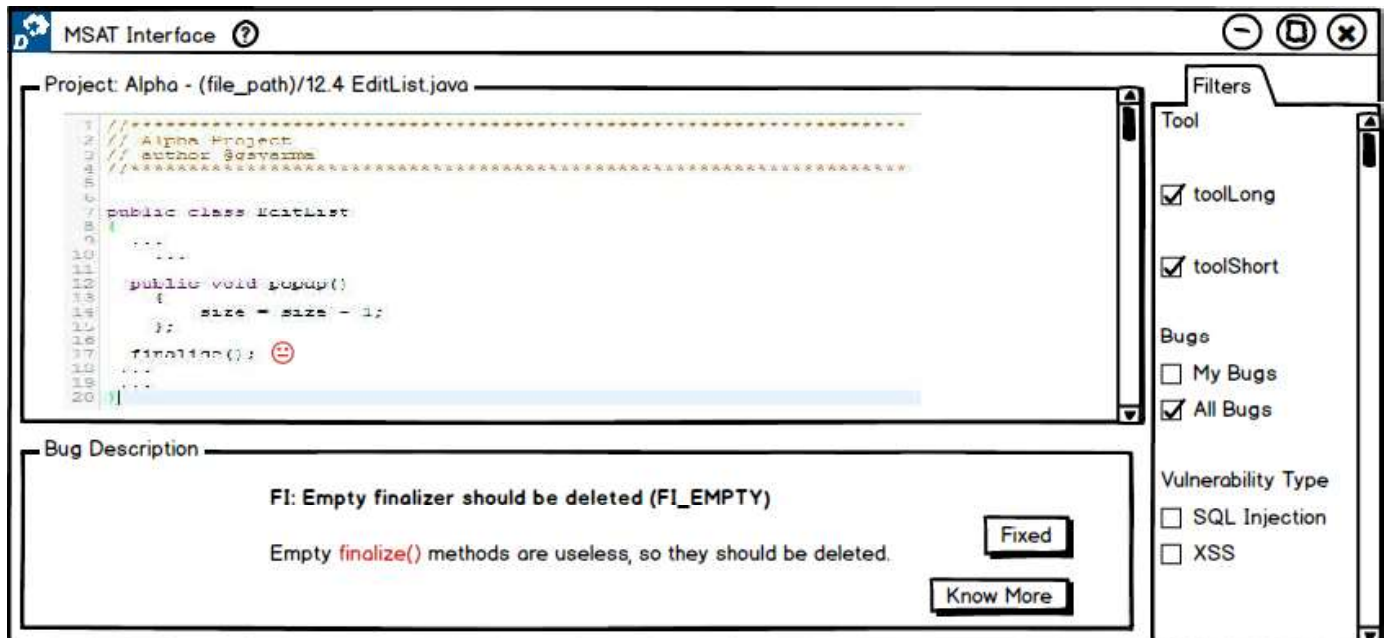 D
MSAT Interface ?
Project: Alpha - (file_path)/12.4 EditList.java
1 //*******************************************************************
2 // Alpha Project
3 // author @gsvarma
4 //*******************************************************************
5
6
7 public class EditList
8 {
9 ...
10 ...
11
12 public void popup()
13 {
14 size = size - 1;
15 };
16
17 finalize();
18 ...
19 ...
20 }
Bug Description
FI: Empty finalizer should be deleted (FI_EMPTY)
Empty finalize() methods are useless, so they should be deleted.
Fixed
Know More
Filters
Tool
toolLong
toolShort
Bugs
My Bugs
All Bugs
Vulnerability Type
SQL Injection
XSS